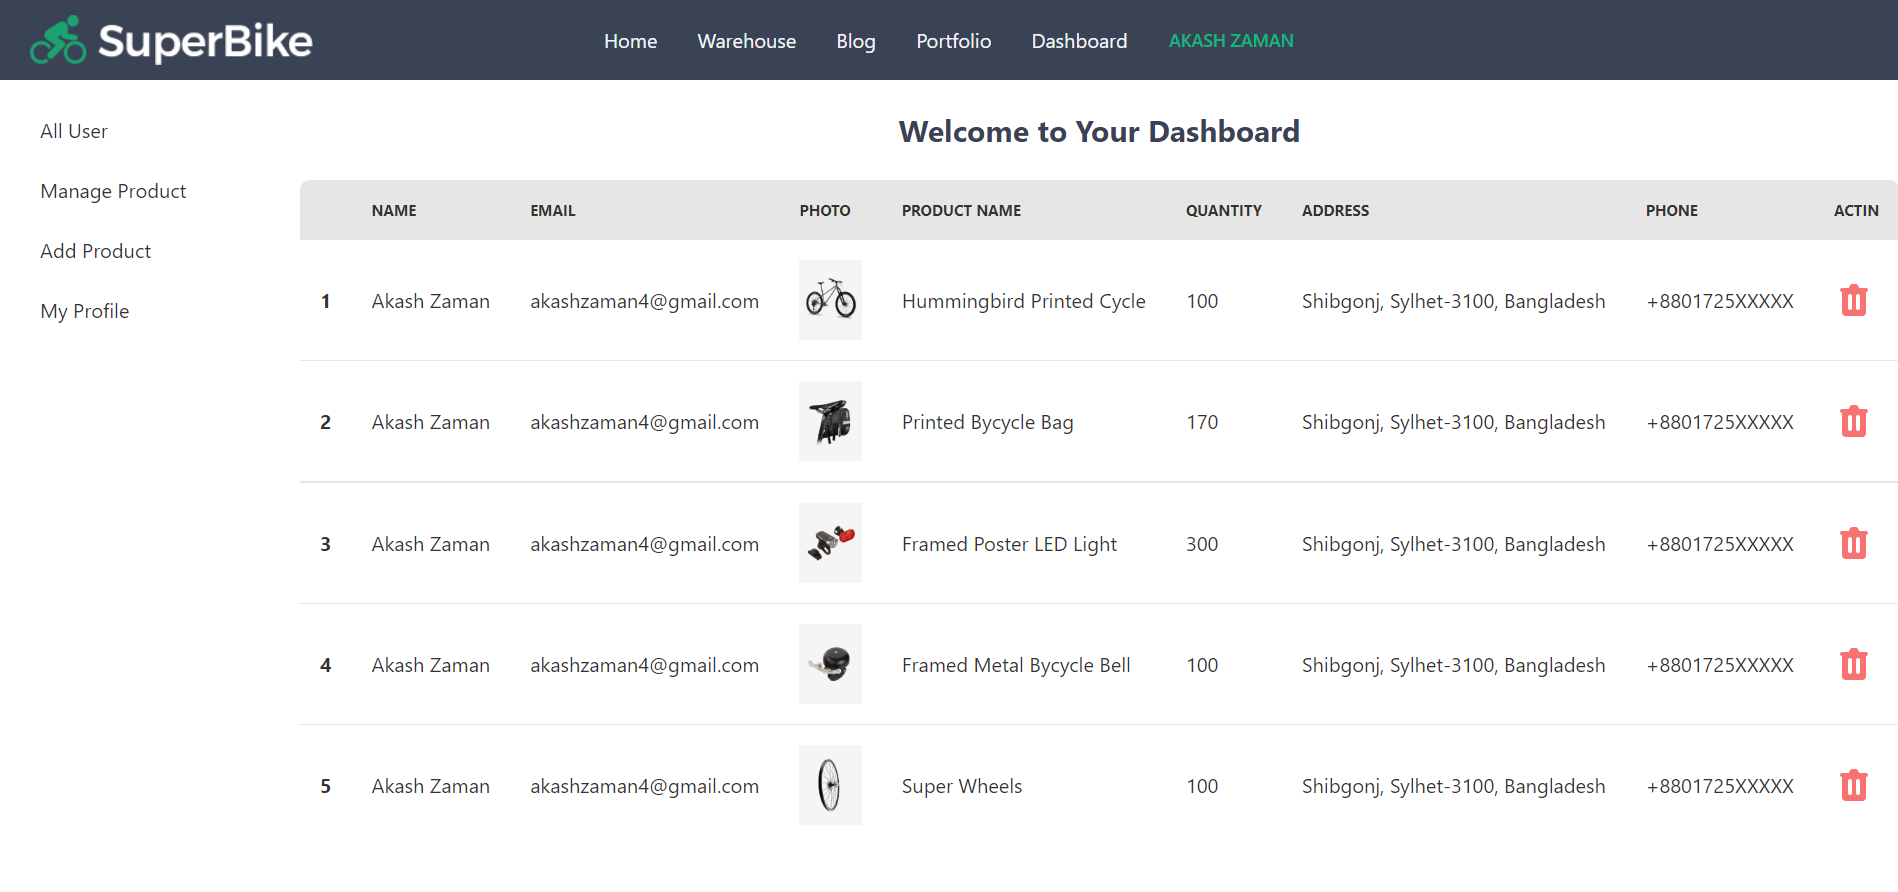 SuperBike
Home Warehouse Blog Portfolio Dashboard AKASH ZAMAN
All User
Manage Product
Add Product
My Profile
Welcome to Your Dashboard
NAME EMAIL PHOTO PRODUCT NAME QUANTITY ADDRESS PHONE ACTIN
1 Akash Zaman akashzaman4@gmail.com Hummingbird Printed Cycle 100 Shibgonj, Sylhet-3100, Bangladesh +8801725XXXXX
2 Akash Zaman akashzaman4@gmail.com Printed Bycycle Bag 170 Shibgonj, Sylhet-3100, Bangladesh +8801725XXXXX
3 Akash Zaman akashzaman4@gmail.com Framed Poster LED Light 300 Shibgonj, Sylhet-3100, Bangladesh +8801725XXXXX
4 Akash Zaman akashzaman4@gmail.com Framed Metal Bycycle Bell 100 Shibgonj, Sylhet-3100, Bangladesh +8801725XXXXX
5 Akash Zaman akashzaman4@gmail.com Super Wheels 100 Shibgonj, Sylhet-3100, Bangladesh +8801725XXXXX